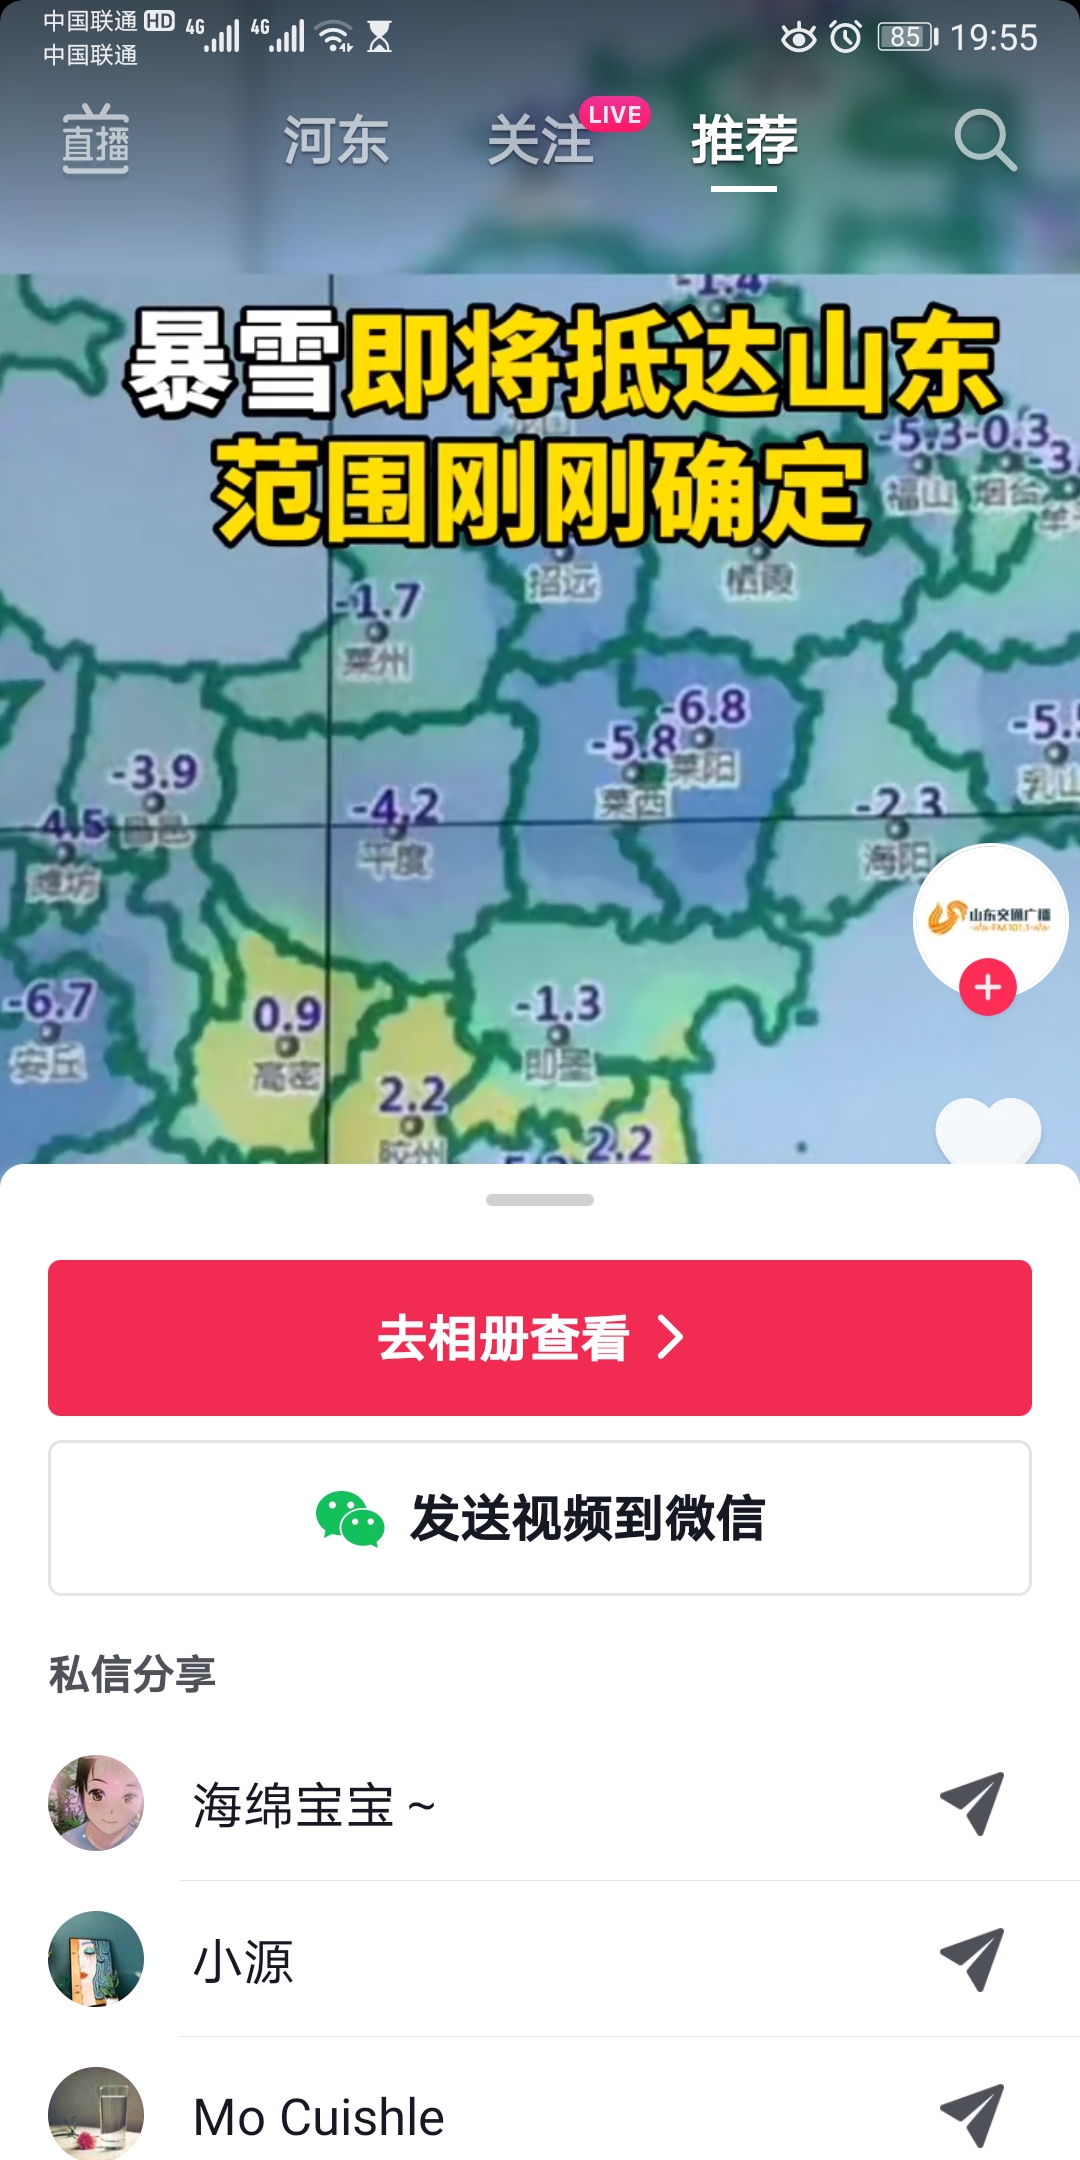 中国联通 HD 4G 4G 85 19:55
中国联通
直播 河东 关注 LIVE 推荐
-1.4
暴雪即将抵达山东
范围刚刚确定
-5.3 -0.3
福山 烟台
招远 栖霞
-1.7
莱州
-6.8
-5.8 莱阳
莱西
-5.5
乳山
-3.9
昌邑
-4.5
潍坊
-4.2
平度
-2.3
海阳
山东交通广播
FM101.1
-6.7
安丘
0.9
高密
-1.3
即墨
2.2
胶州
2.2
去相册查看
发送视频到微信
私信分享
海绵宝宝 ~
小源
Mo Cuishle